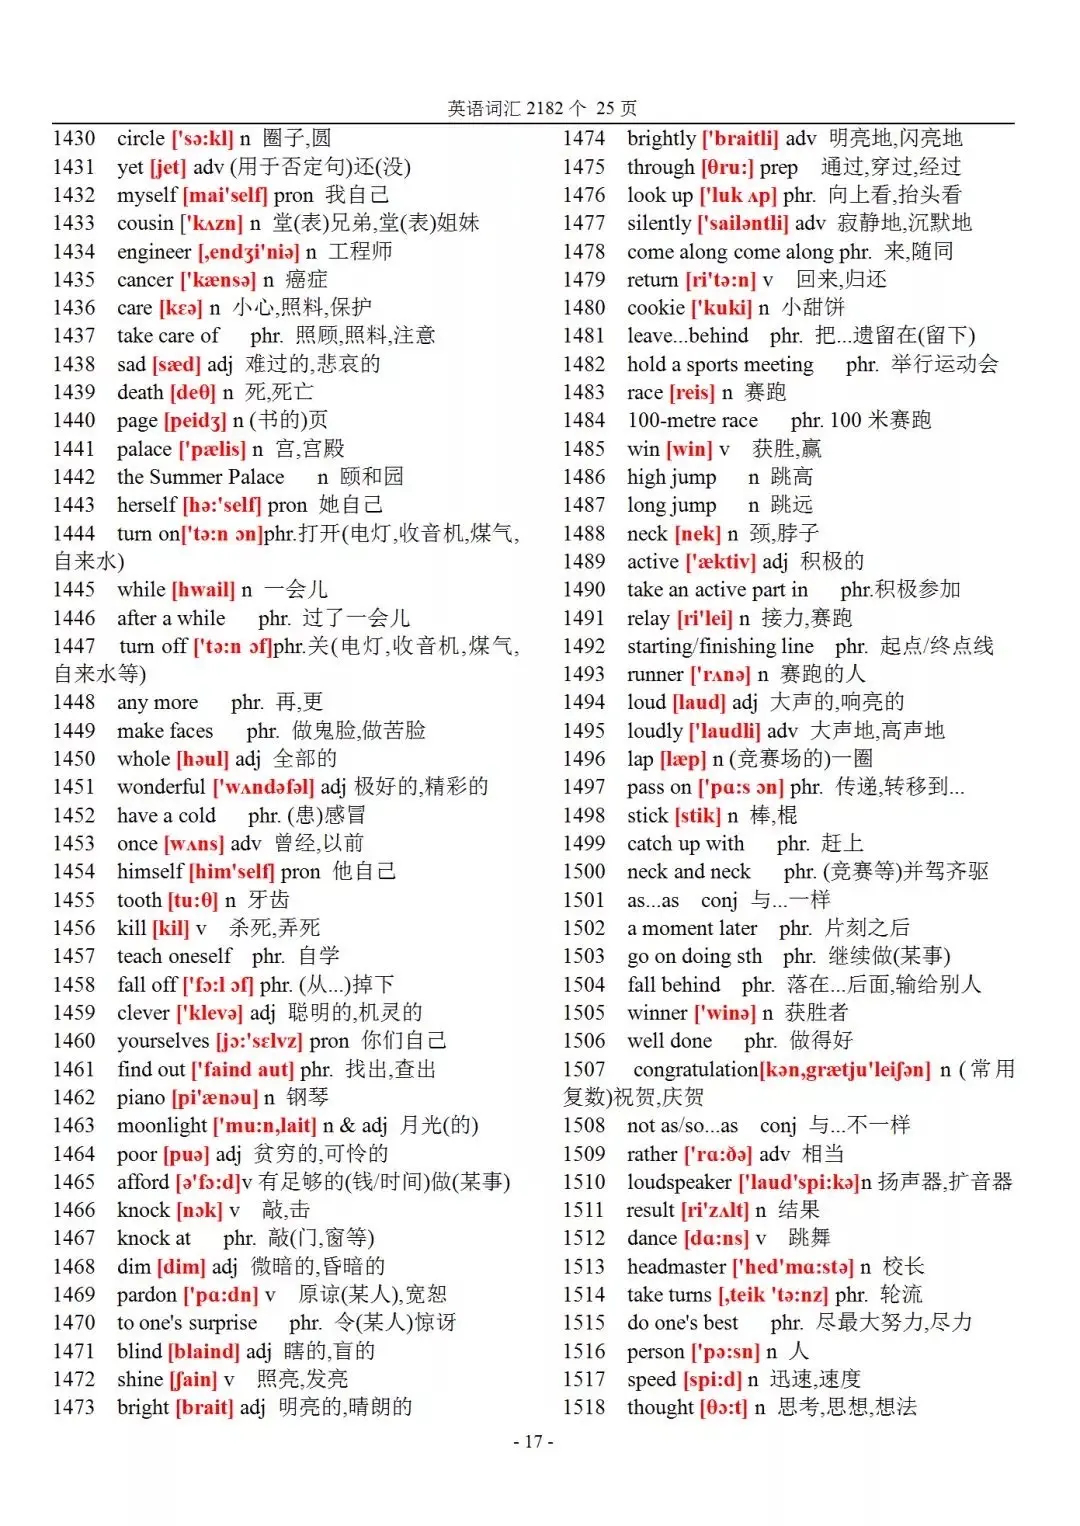 英语词汇 2182 个 25 页
1430 circle ['sə:kl] n 圈子,圆
1431 yet [jet] adv (用于否定句)还(没)
1432 myself [mai'self] pron 我自己
1433 cousin ['kʌzn] n 堂(表)兄弟,堂(表)姐妹
1434 engineer [,endʒi'niə] n 工程师
1435 cancer ['kænsə] n 癌症
1436 care [kɛə] n 小心,照料,保护
1437 take care of phr. 照顾,照料,注意
1438 sad [sæd] adj 难过的,悲哀的
1439 death [deθ] n 死,死亡
1440 page [peidʒ] n (书的)页
1441 palace ['pælis] n 宫,宫殿
1442 the Summer Palace n 颐和园
1443 herself [hə:'self] pron 她自己
1444 turn on['tə:n ɔn]phr.打开(电灯,收音机,煤气,
自来水)
1445 while [hwail] n 一会儿
1446 after a while phr. 过了一会儿
1447 turn off ['tə:n ɔf]phr.关(电灯,收音机,煤气,
自来水等)
1448 any more phr. 再,更
1449 make faces phr. 做鬼脸,做苦脸
1450 whole [həul] adj 全部的
1451 wonderful ['wʌndəfəl] adj 极好的,精彩的
1452 have a cold phr. (患)感冒
1453 once [wʌns] adv 曾经,以前
1454 himself [him'self] pron 他自己
1455 tooth [tu:θ] n 牙齿
1456 kill [kil] v 杀死,弄死
1457 teach oneself phr. 自学
1458 fall off ['fɔ:l ɔf] phr. (从...)掉下
1459 clever ['klevə] adj 聪明的,机灵的
1460 yourselves [jɔ:'sɛlvz] pron 你们自己
1461 find out ['faind aut] phr. 找出,查出
1462 piano [pi'ænəu] n 钢琴
1463 moonlight ['mu:n,lait] n & adj 月光(的)
1464 poor [puə] adj 贫穷的,可怜的
1465 afford [ə'fɔ:d]v 有足够的(钱/时间)做(某事)
1466 knock [nɔk] v 敲,击
1467 knock at phr. 敲(门,窗等)
1468 dim [dim] adj 微暗的,昏暗的
1469 pardon ['pɑ:dn] v 原谅(某人),宽恕
1470 to one's surprise phr. 令(某人)惊讶
1471 blind [blaind] adj 瞎的,盲的
1472 shine [ʃain] v 照亮,发亮
1473 bright [brait] adj 明亮的,晴朗的
1474 brightly ['braitli] adv 明亮地,闪亮地
1475 through [θru:] prep 通过,穿过,经过
1476 look up ['luk ʌp] phr. 向上看,抬头看
1477 silently ['sailəntli] adv 寂静地,沉默地
1478 come along come along phr. 来,随同
1479 return [ri'tə:n] v 回来,归还
1480 cookie ['kuki] n 小甜饼
1481 leave...behind phr. 把...遗留在(留下)
1482 hold a sports meeting phr. 举行运动会
1483 race [reis] n 赛跑
1484 100-metre race phr. 100 米赛跑
1485 win [win] v 获胜,赢
1486 high jump n 跳高
1487 long jump n 跳远
1488 neck [nek] n 颈,脖子
1489 active ['æktiv] adj 积极的
1490 take an active part in phr.积极参加
1491 relay [ri'lei] n 接力,赛跑
1492 starting/finishing line phr. 起点/终点线
1493 runner ['rʌnə] n 赛跑的人
1494 loud [laud] adj 大声的,响亮的
1495 loudly ['laudli] adv 大声地,高声地
1496 lap [læp] n (竞赛场的)一圈
1497 pass on ['pɑ:s ən] phr. 传递,转移到...
1498 stick [stik] n 棒,棍
1499 catch up with phr. 赶上
1500 neck and neck phr. (竞赛等)并驾齐驱
1501 as...as conj 与...一样
1502 a moment later phr. 片刻之后
1503 go on doing sth phr. 继续做(某事)
1504 fall behind phr. 落在...后面,输给别人
1505 winner ['winə] n 获胜者
1506 well done phr. 做得好
1507 congratulation[kən,grætju'leiʃən] n (常用
复数)祝贺,庆贺
1508 not as/so...as conj 与...不一样
1509 rather ['rɑ:ðə] adv 相当
1510 loudspeaker ['laud'spi:kə]n 扬声器,扩音器
1511 result [ri'zʌlt] n 结果
1512 dance [dɑ:ns] v 跳舞
1513 headmaster ['hed'mɑ:stə] n 校长
1514 take turns [,teik 'tə:nz] phr. 轮流
1515 do one's best phr. 尽最大努力,尽力
1516 person ['pə:sn] n 人
1517 speed [spi:d] n 迅速,速度
1518 thought [θɔ:t] n 思考,思想,想法
- 17 -